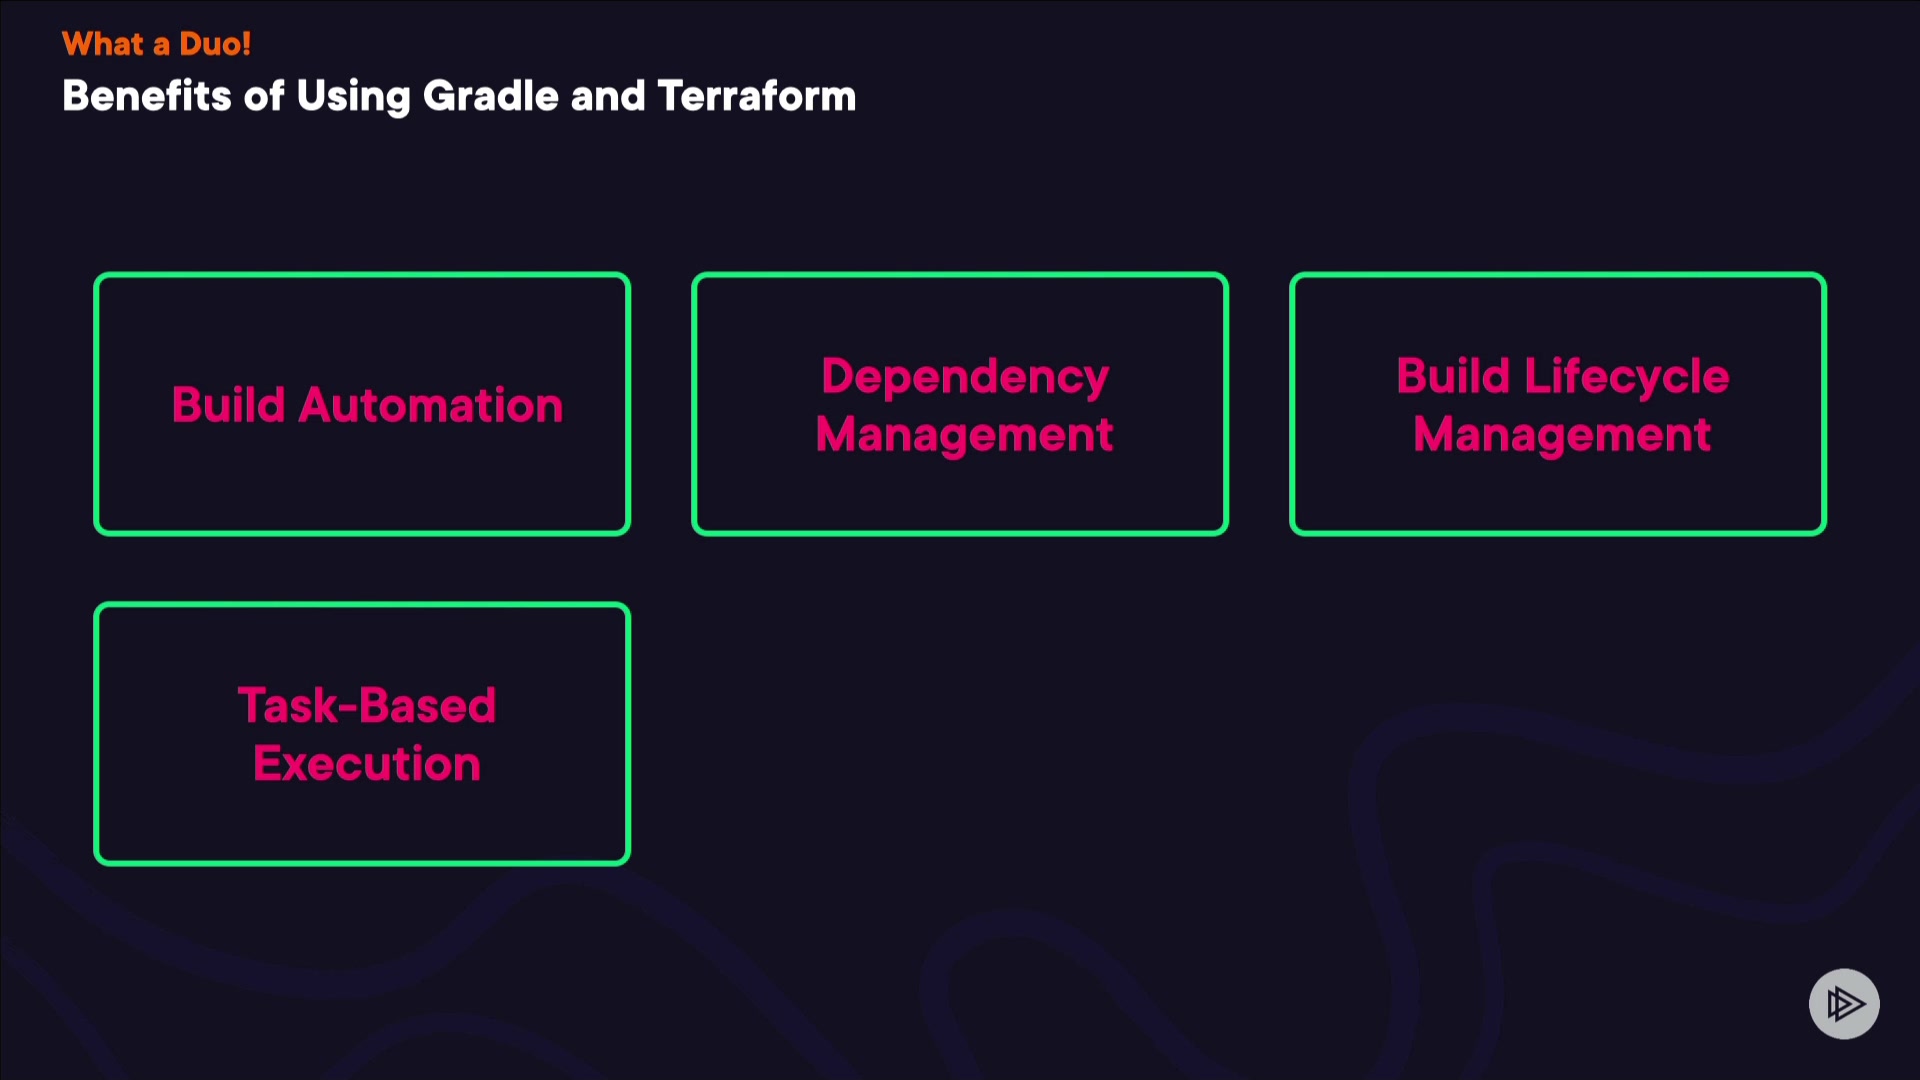 What a Duo!
Benefits of Using Gradle and Terraform
Build Automation
Dependency
Management
Build Lifecycle
Management
Task-Based
Execution